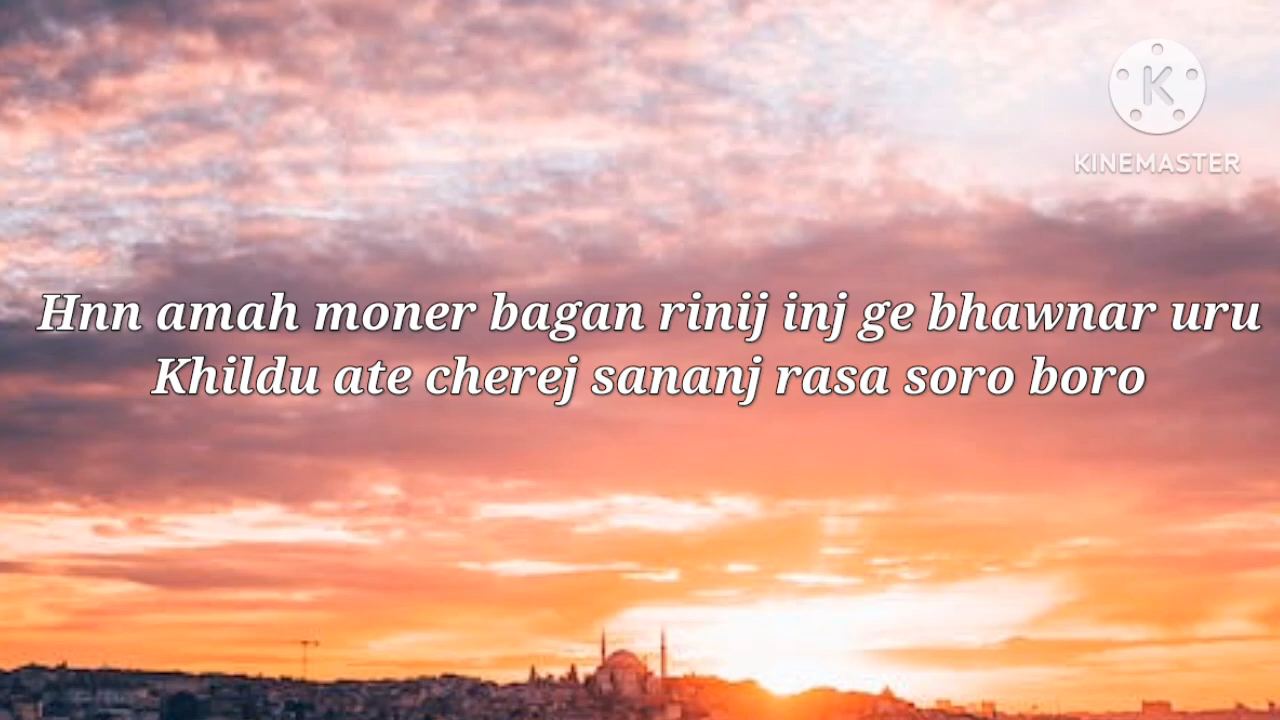 KINEMASTER
Hnn amah moner bagan rinij inj ge bhawnar uru
Khildu ate cherej sananj rasa soro boro